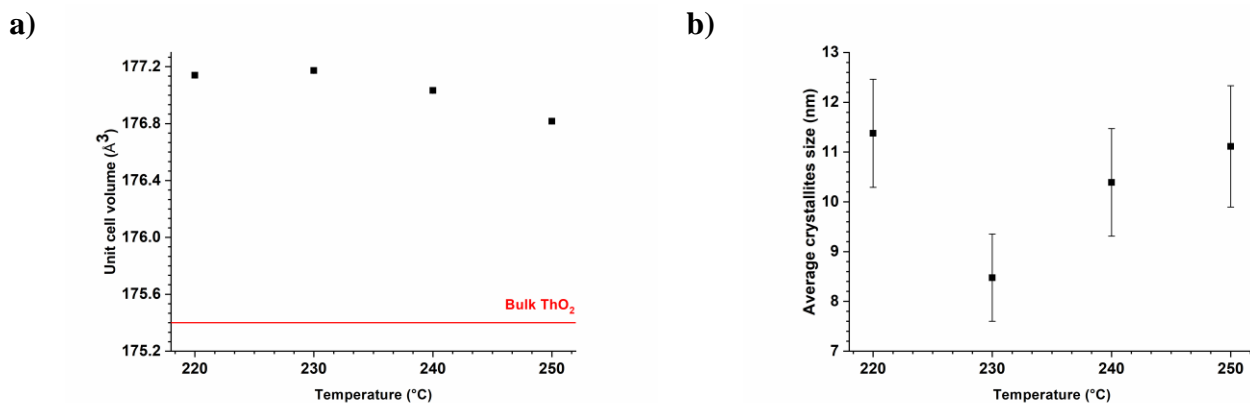 a)
177.2
176.8
176.4
176.0
175.6
175.2
Unit cell volume (Å3)
Bulk ThO2
220 230 240 250
Temperature (°C)
b)
13
12
11
10
9
8
7
Average crystallites size (nm)
220 230 240 250
Temperature (°C)